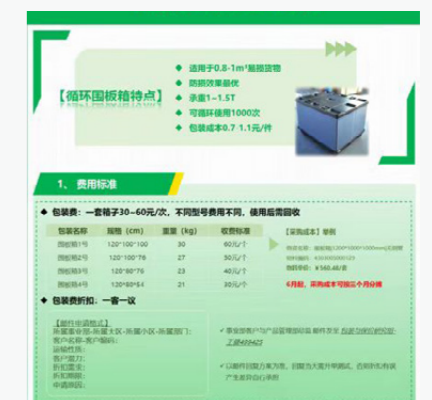 【循环围板箱特点】
◆ 适用于0.8-1m³易损货物
◆ 防损效果最优
◆ 承重1~1.5T
◆ 可循环使用1000次
◆ 包装成本0.7 1.1元/件
1、 费用标准
◆ 包装费：一套箱子30~60元/次，不同型号费用不同，使用后需回收
包装名称 规格（cm） 重量（kg） 收费标准 【采购成本】举例
围板箱1号 120*100*100 30 60元/个
围板箱2号 120*100*76 27 50元/个
围板箱3号 120*80*76 23 40元/个
围板箱4号 120*80*64 21 30元/个
6月起，采购成本可按三个月分摊
◆ 包装费折扣：一客一议
【邮件申请格式】
所属事业部-所属大区-所属小区-所属部门：
客户名称-客户编码：
运输性质：
客户潜力：
折扣需求：
折扣期限：
申请原因：